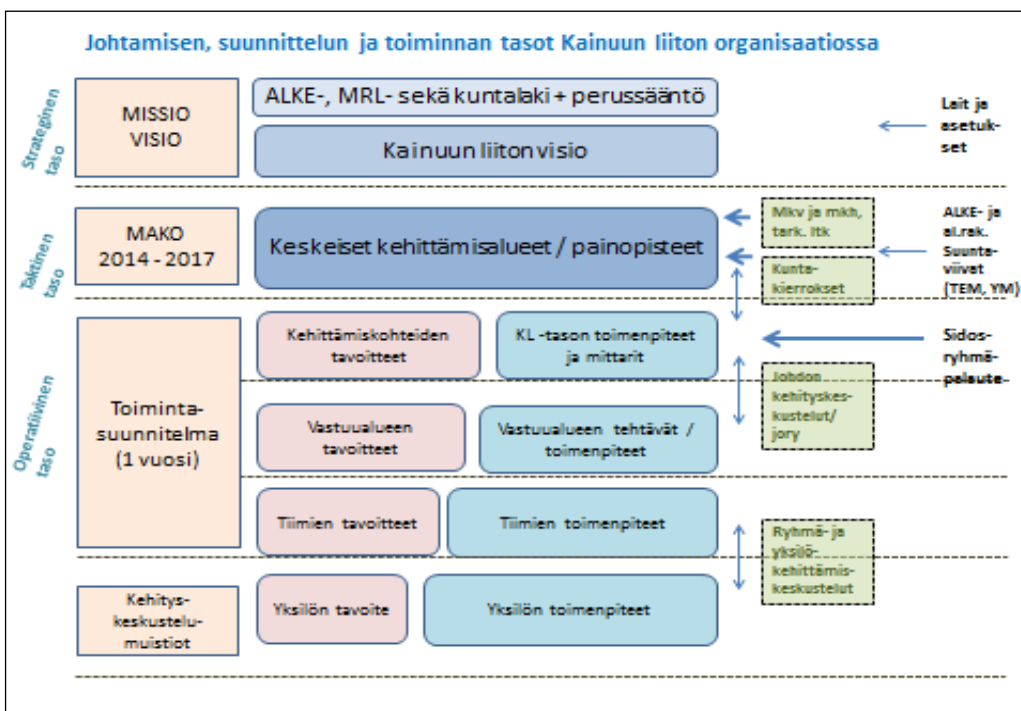 Johtamisen, suunnittelun ja toiminnan tasot Kainuun liiton organisaatiossa
Strateginen
taso
MISSIO
VISIO
ALKE-, MRL- sekä kuntalaki + perussääntö
Kainuun liiton visio
Lait ja
asetuk-
set
Taktinen
taso
MAKO
2014 - 2017
Keskeiset kehittämisalueet / painopisteet
Mkv ja mkh,
tark. ltk
Kunta-
kierrokset
ALKE- ja
al.rak.
Suunta-
viivat
(TEM, YM)
Operatiivinen
taso
Toiminta-
suunnitelma
(1 vuosi)
Kehittämiskohteiden
tavoitteet
KL -tason toimenpiteet
ja mittarit
Sidos-
ryhmä-
palaute
Johdon
kehityskes-
kustelut/
jory
Vastuualueen
tavoitteet
Vastuualueen tehtävät /
toimenpiteet
Tiimien tavoitteet
Tiimien toimenpiteet
Ryhmä- ja
yksilö-
kehittämis-
keskustelut
Kehitys-
keskustelu-
muistiot
Yksilön tavoite
Yksilön toimenpiteet